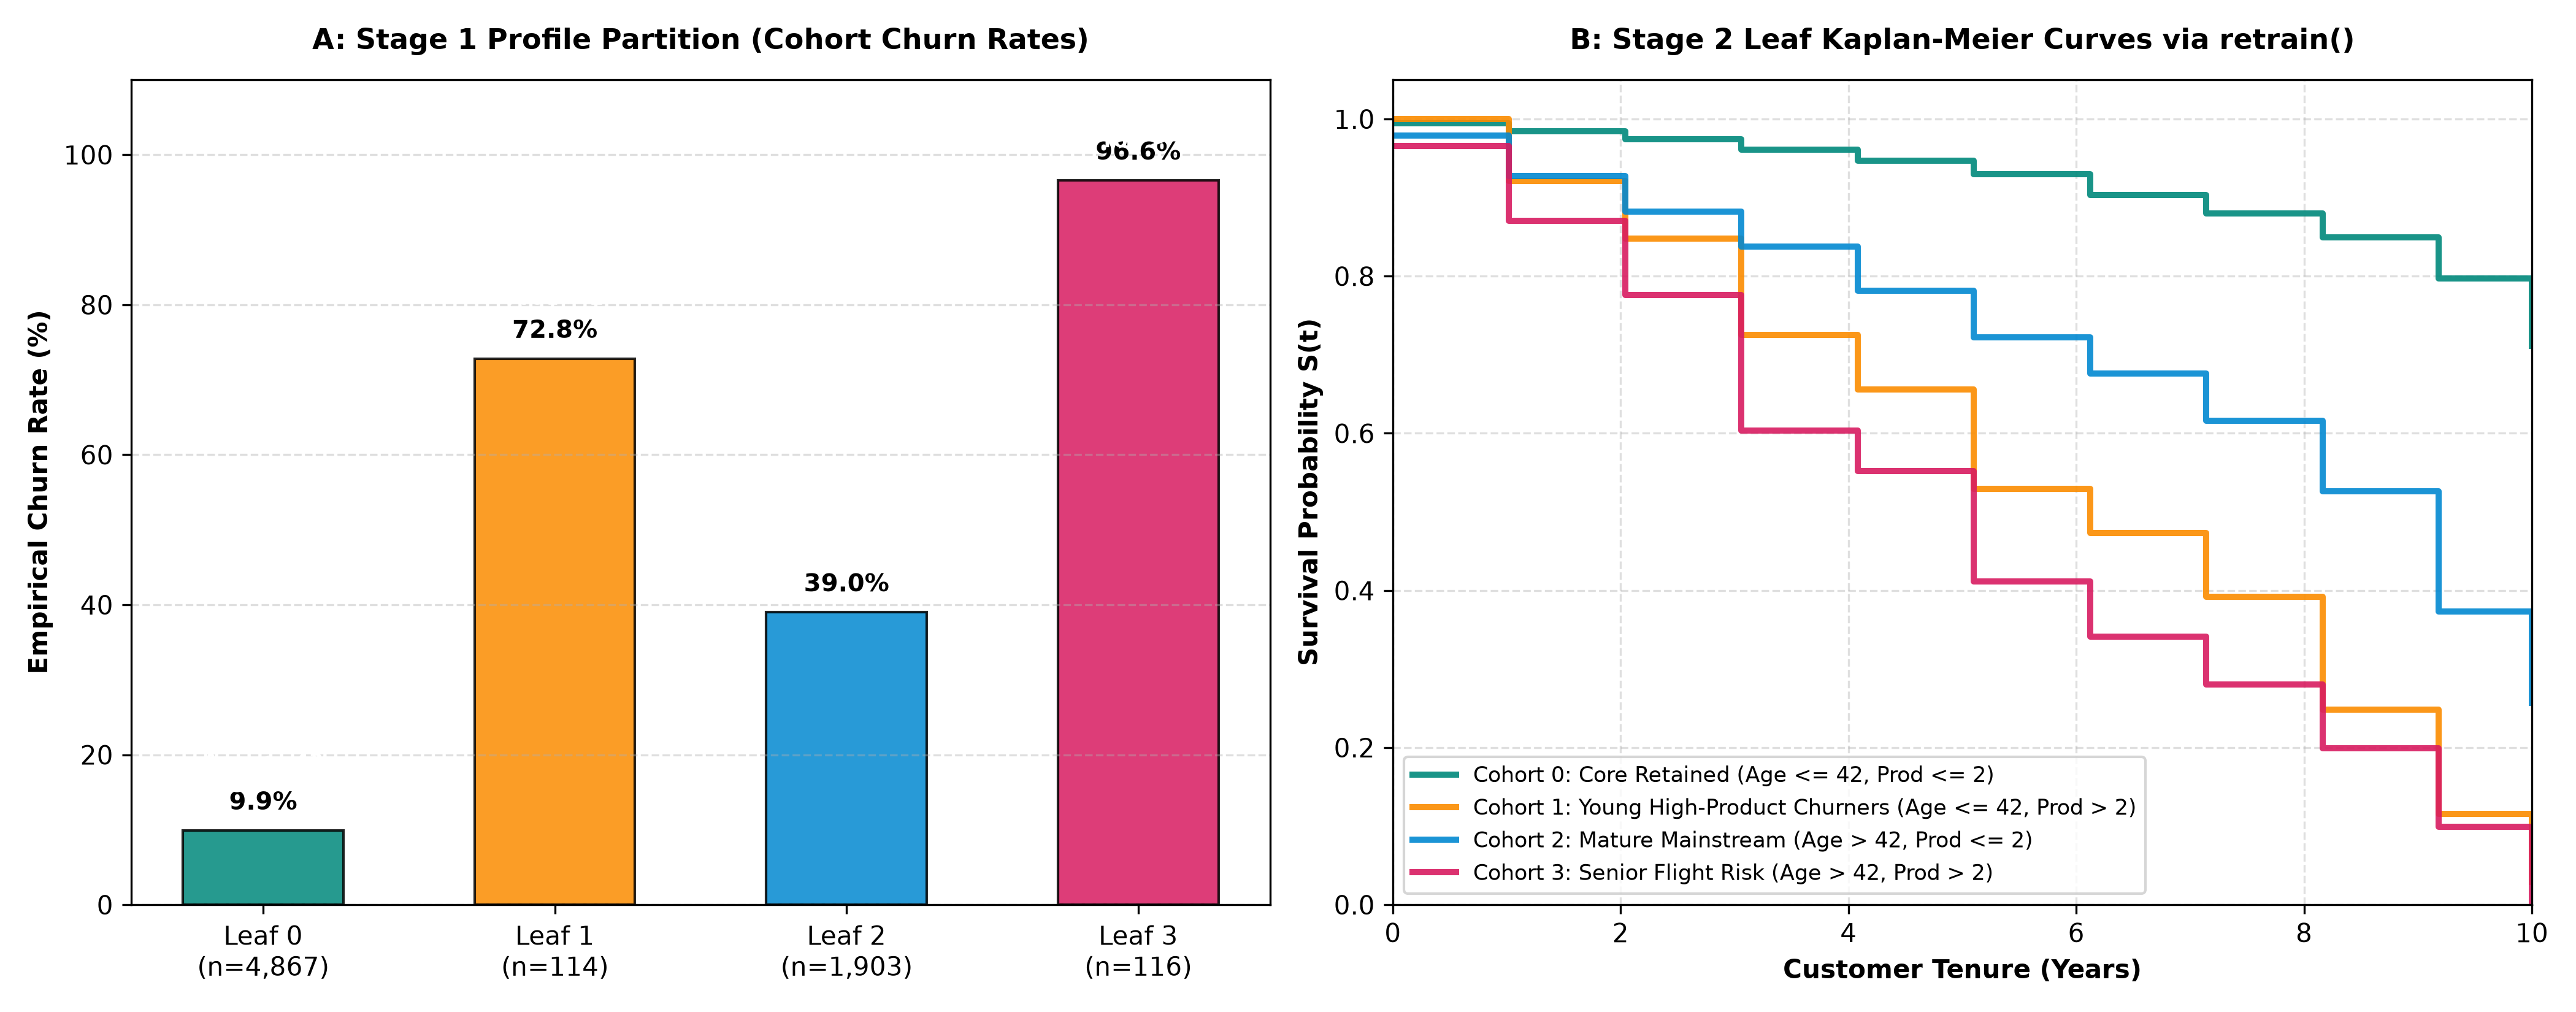 A: Stage 1 Profile Partition (Cohort Churn Rates)
Empirical Churn Rate (%)
100
80
60
40
20
0
9.9%
72.8%
39.0%
96.6%
Leaf 0
(n=4,867)
Leaf 1
(n=114)
Leaf 2
(n=1,903)
Leaf 3
(n=116)
B: Stage 2 Leaf Kaplan-Meier Curves via retrain()
Survival Probability S(t)
1.0
0.8
0.6
0.4
0.2
0.0
Cohort 0: Core Retained (Age <= 42, Prod <= 2)
Cohort 1: Young High-Product Churners (Age <= 42, Prod > 2)
Cohort 2: Mature Mainstream (Age > 42, Prod <= 2)
Cohort 3: Senior Flight Risk (Age > 42, Prod > 2)
0 2 4 6 8 10
Customer Tenure (Years)